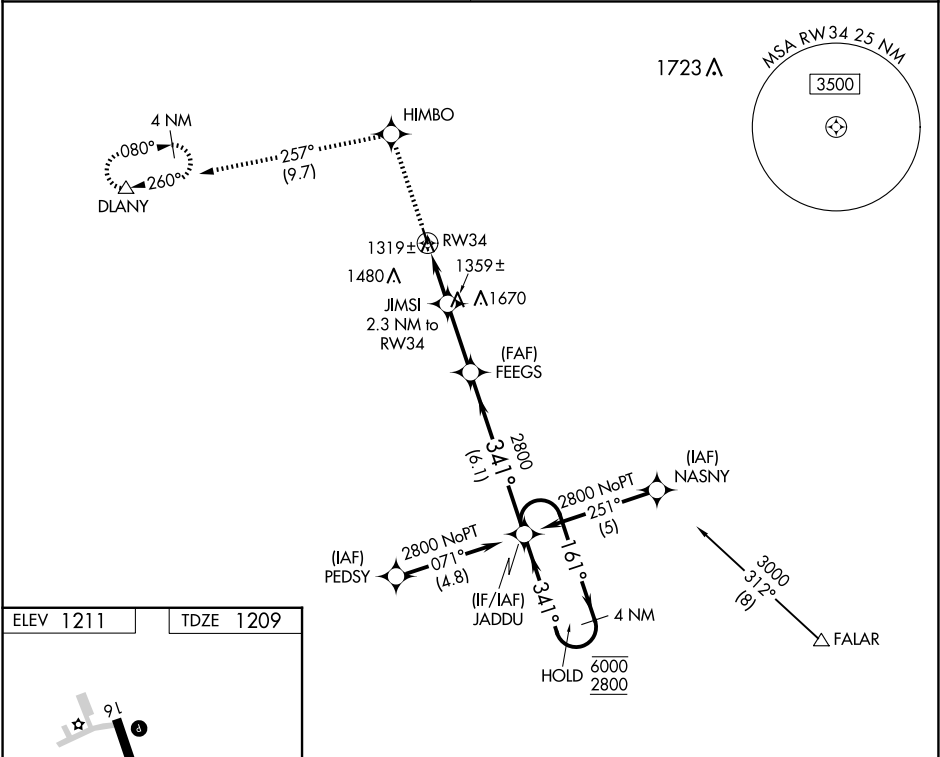 MSA RW34 25 NM
3500
1723
HIMBO
4 NM
080°
260°
257°
(9.7)
DLANY
1319± RW34
1480
1359±
1670
JIMSI
2.3 NM to
RW34
(FAF)
FEEGS
2800
341°
(6.1)
(IAF)
NASNY
2800 NoPT
251°
(5)
(IAF)
PEDSY
2800 NoPT
071°
(4.8)
(IF/IAF)
JADDU
161°
341°
4 NM
HOLD
6000
2800
3000
312°
(8)
FALAR
ELEV 1211
TDZE 1209
16
P